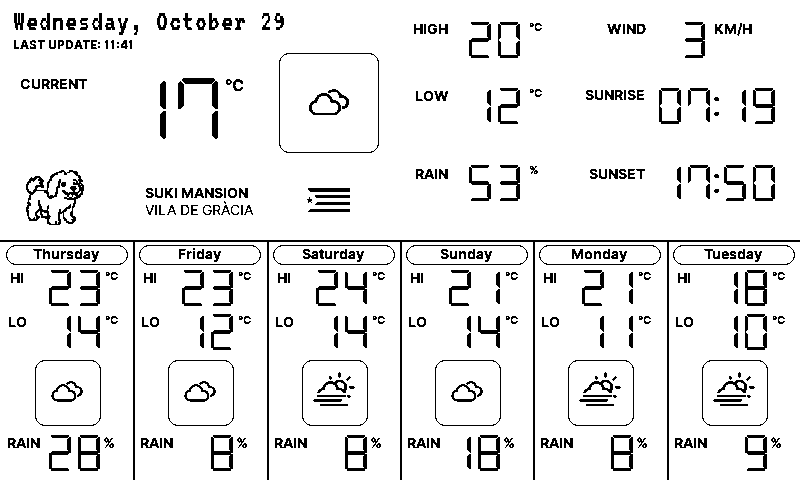 Wednesday, October 29
LAST UPDATE: 11:41
CURRENT 17 °C
SUKI MANSION
VILA DE GRÀCIA
HIGH 20 °C WIND 3 KM/H
LOW 12 °C SUNRISE 07:19
RAIN 53 % SUNSET 17:50
Thursday
HI 23 °C
LO 14 °C
RAIN 28 %
Friday
HI 23 °C
LO 12 °C
RAIN 8 %
Saturday
HI 24 °C
LO 14 °C
RAIN 8 %
Sunday
HI 21 °C
LO 14 °C
RAIN 18 %
Monday
HI 21 °C
LO 11 °C
RAIN 8 %
Tuesday
HI 18 °C
LO 10 °C
RAIN 9 %